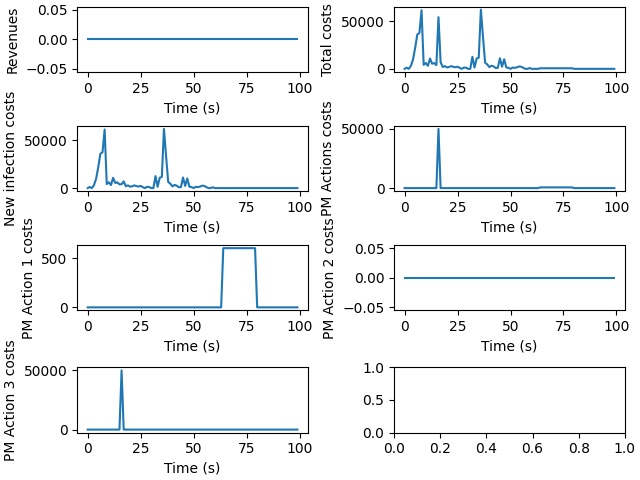 Revenues
0.05
0.00
−0.05
0 25 50 75 100
Time (s)
Total costs
50000
0
0 25 50 75 100
Time (s)
New infection costs
50000
0
0 25 50 75 100
Time (s)
PM Actions costs
50000
0
0 25 50 75 100
Time (s)
PM Action 1 costs
500
0
0 25 50 75 100
Time (s)
PM Action 2 costs
0.05
0.00
−0.05
0 25 50 75 100
Time (s)
PM Action 3 costs
50000
0
0 25 50 75 100
Time (s)
1.0
0.5
0.0
0.0 0.2 0.4 0.6 0.8 1.0